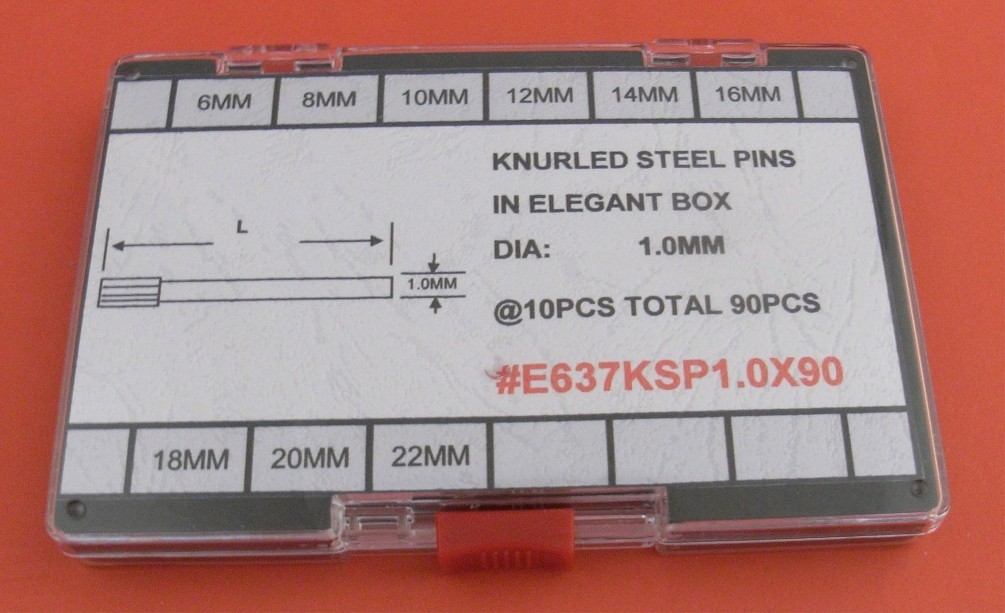 6MM 8MM 10MM 12MM 14MM 16MM
KNURLED STEEL PINS
IN ELEGANT BOX
L
DIA: 1.0MM
1.0MM
@10PCS TOTAL 90PCS
#E637KSP1.0X90
18MM 20MM 22MM